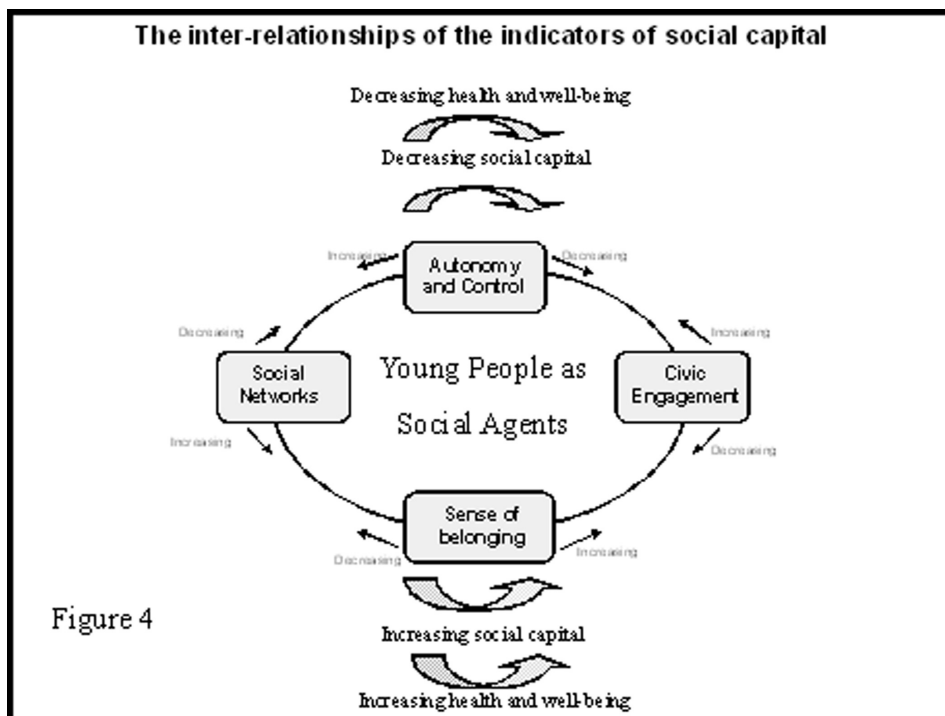 The inter-relationships of the indicators of social capital
Decreasing health and well-being
Decreasing social capital
Increasing
Autonomy
and Control
Decreasing
Decreasing
Increasing
Social
Networks
Young People as
Social Agents
Civic
Engagement
Increasing
Decreasing
Sense of
belonging
Decreasing
Increasing
Figure 4
Increasing social capital
Increasing health and well-being